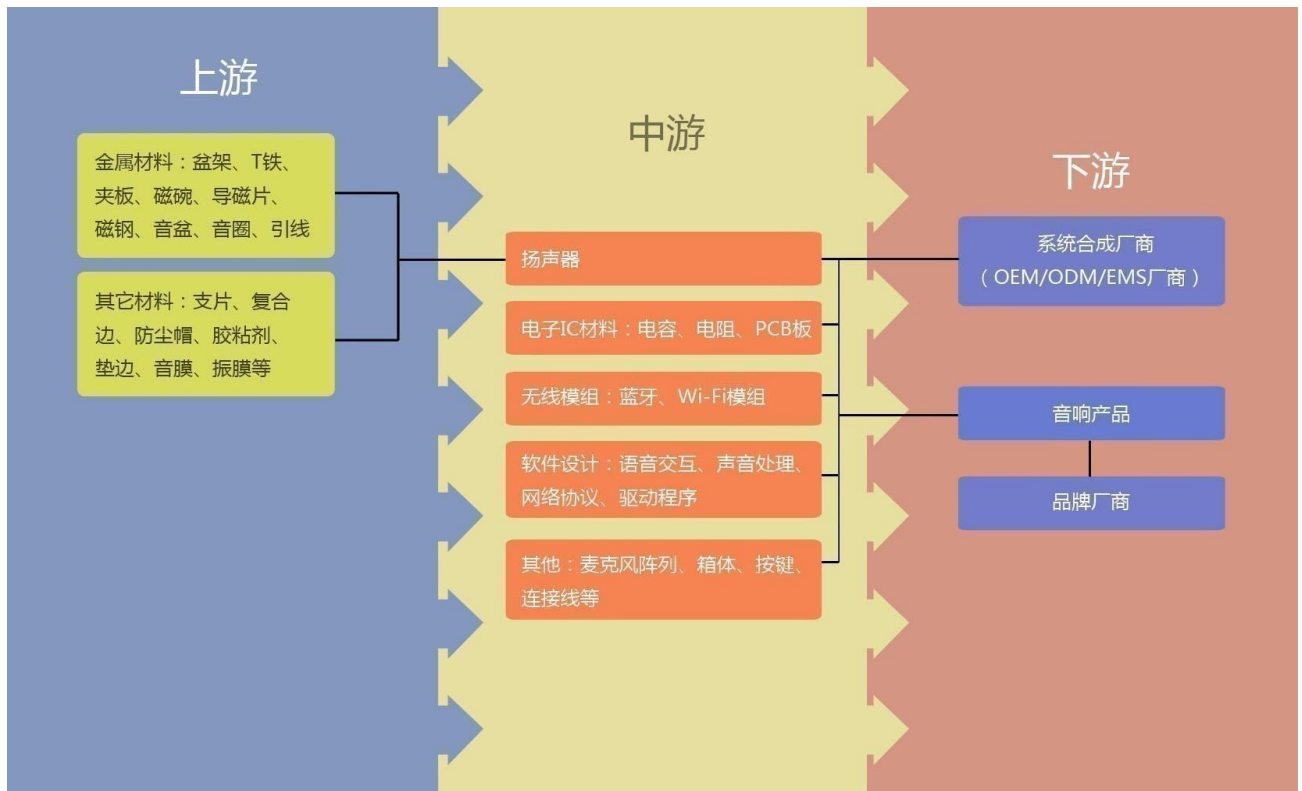 上游
金属材料：盆架、T铁、
夹板、磁碗、导磁片、
磁钢、音盆、音圈、引线
其它材料：支片、复合
边、防尘帽、胶粘剂、
垫边、音膜、振膜等
中游
扬声器
电子IC材料：电容、电阻、PCB板
无线模组：蓝牙、Wi-Fi模组
软件设计：语音交互、声音处理、
网络协议、驱动程序
其他：麦克风阵列、箱体、按键、
连接线等
下游
系统合成厂商
（OEM/ODM/EMS厂商）
音响产品
品牌厂商